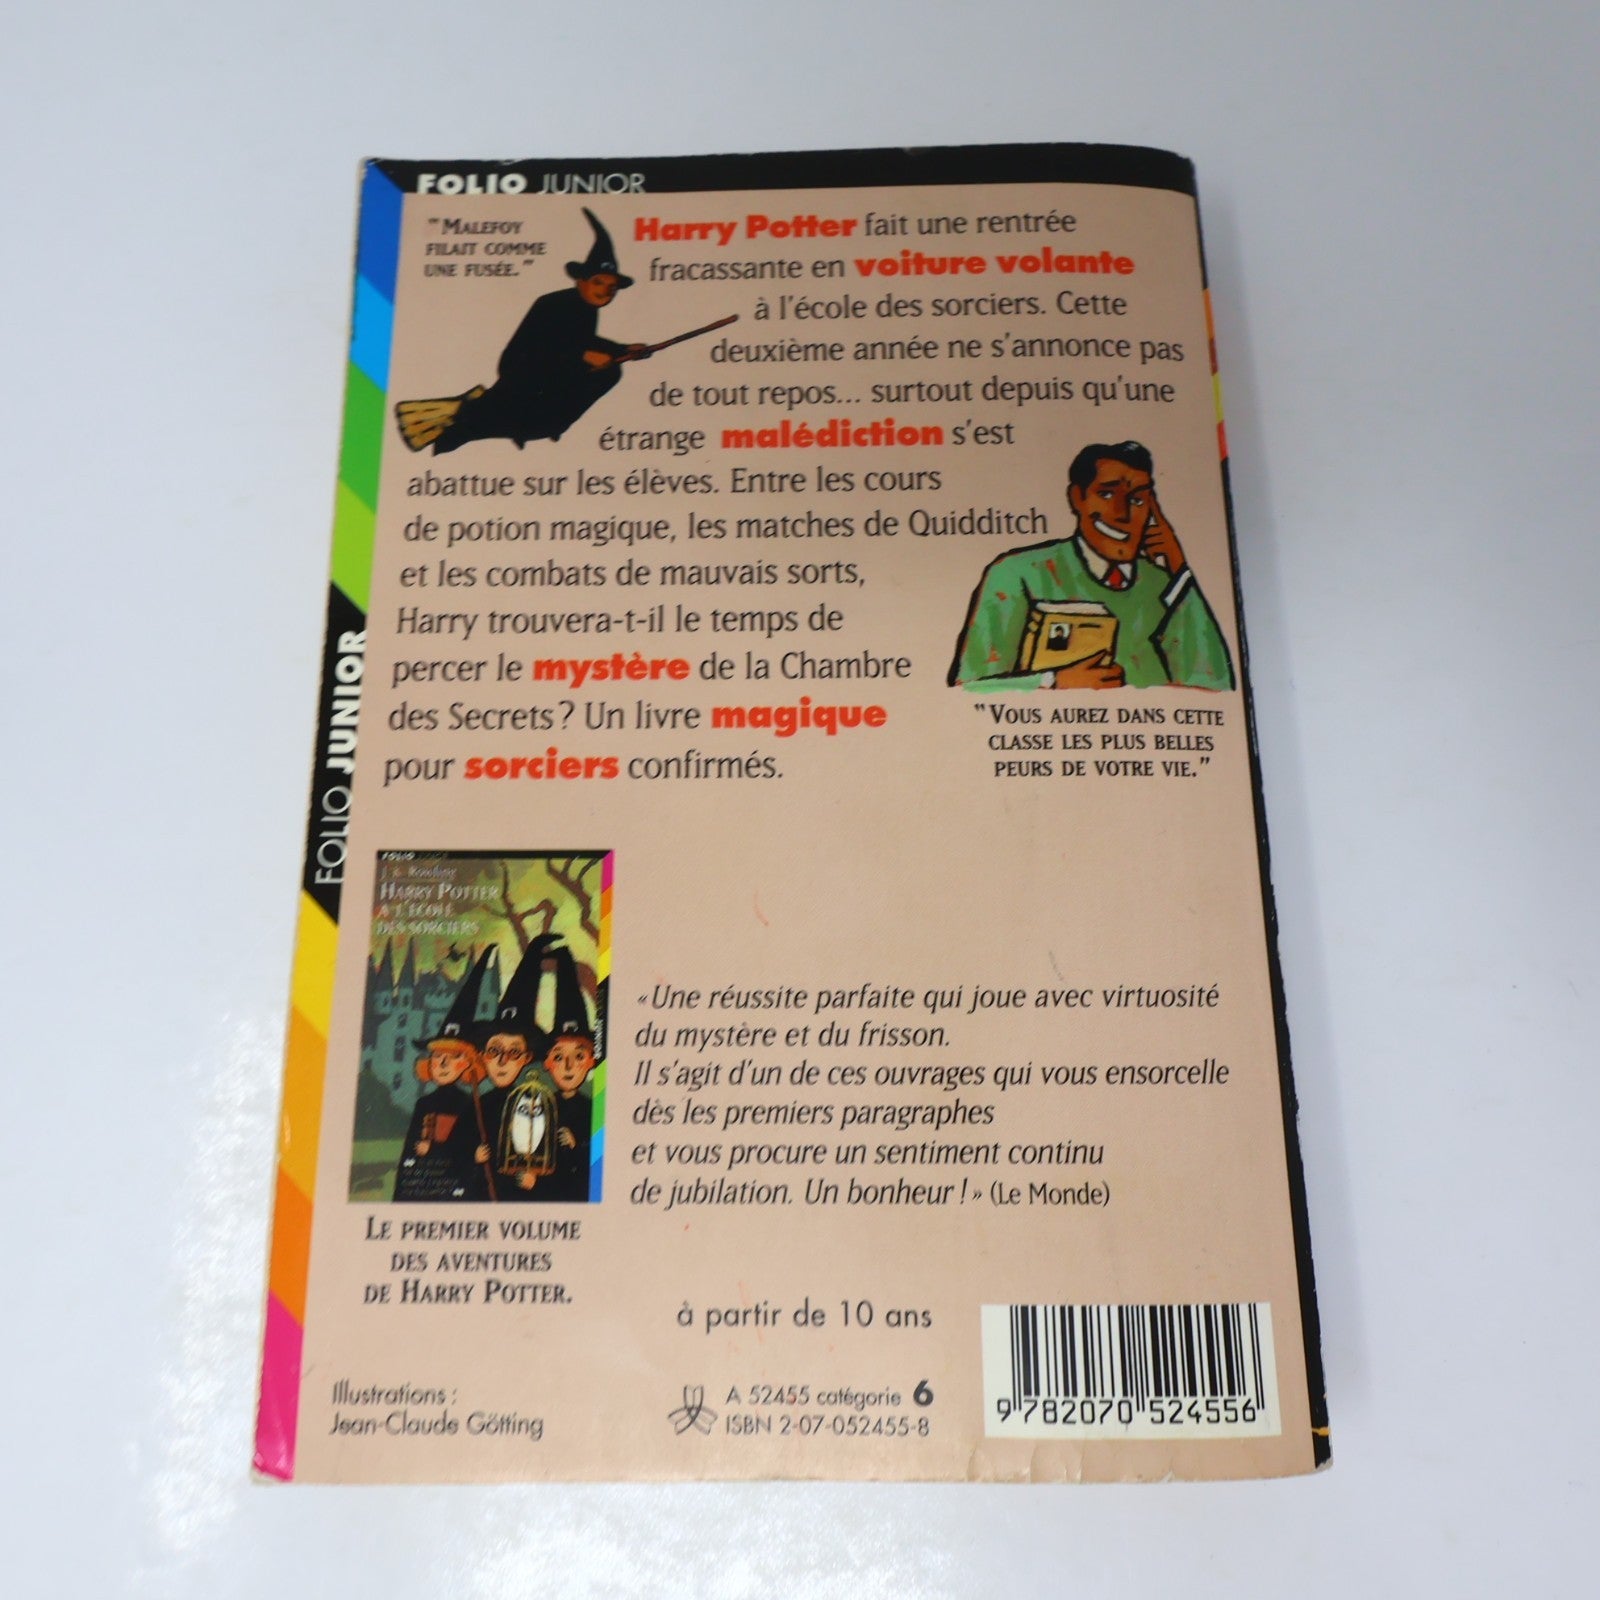 FOLIO JUNIOR
"MALEFOY
FILAIT COMME
UNE FUSÉE."
Harry Potter fait une rentrée
fracassante en voiture volante
à l'école des sorciers. Cette
deuxième année ne s'annonce pas
de tout repos... surtout depuis qu'une
étrange malédiction s'est
abattue sur les élèves. Entre les cours
de potion magique, les matches de Quidditch
et les combats de mauvais sorts,
Harry trouvera-t-il le temps de
percer le mystère de la Chambre
des Secrets? Un livre magique
pour sorciers confirmés.
"VOUS AUREZ DANS CETTE
CLASSE LES PLUS BELLES
PEURS DE VOTRE VIE."
FOLIO JUNIOR
FOLIO
J. K. Rowling
HARRY POTTER
À L'ÉCOLE
DES SORCIERS
LE PREMIER VOLUME
DES AVENTURES
DE HARRY POTTER.
«Une réussite parfaite qui joue avec virtuosité
du mystère et du frisson.
Il s'agit d'un de ces ouvrages qui vous ensorcelle
dès les premiers paragraphes
et vous procure un sentiment continu
de jubilation. Un bonheur!» (Le Monde)
à partir de 10 ans
Illustrations :
Jean-Claude Götting
A 52455 catégorie 6
ISBN 2-07-052455-8
9 782070 524556